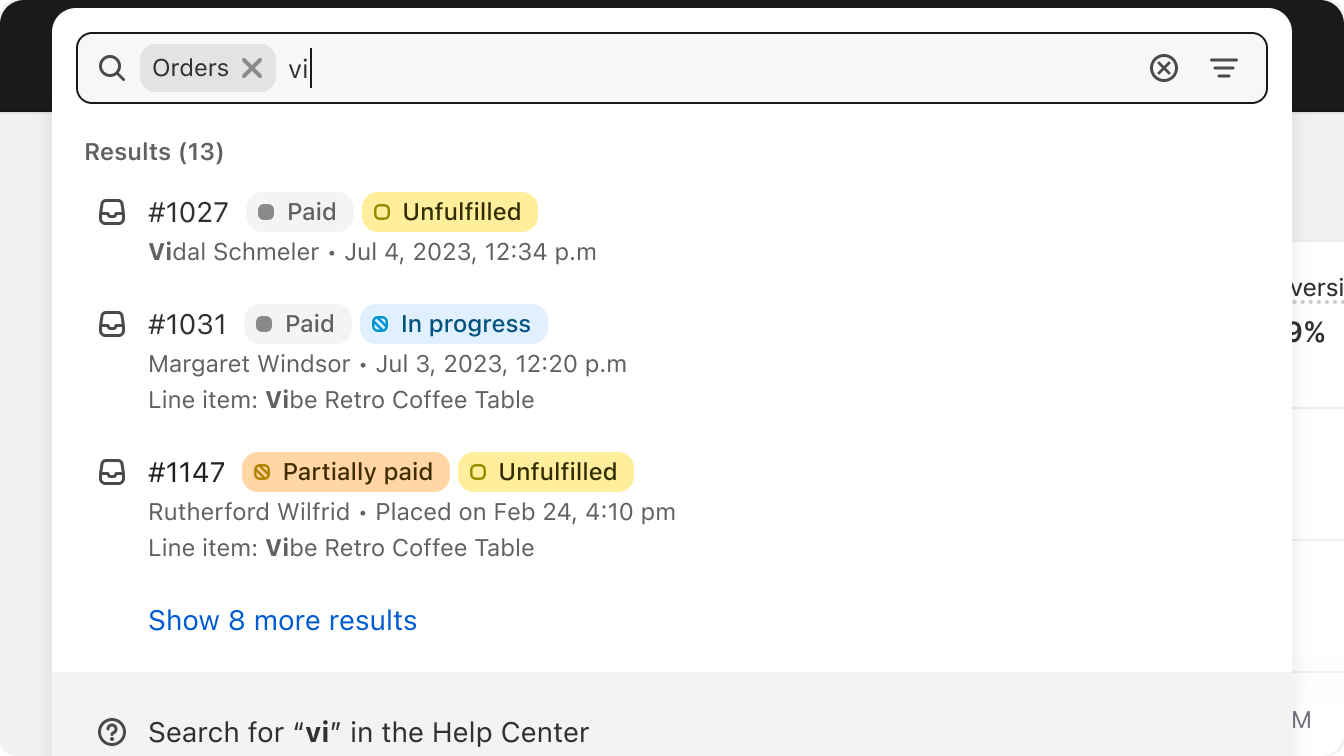 Orders vi
Results (13)
#1027 Paid Unfulfilled
Vidal Schmeler • Jul 4, 2023, 12:34 p.m
#1031 Paid In progress
Margaret Windsor • Jul 3, 2023, 12:20 p.m
Line item: Vibe Retro Coffee Table
#1147 Partially paid Unfulfilled
Rutherford Wilfrid • Placed on Feb 24, 4:10 pm
Line item: Vibe Retro Coffee Table
Show 8 more results
Search for “vi” in the Help Center
versi
9%
M